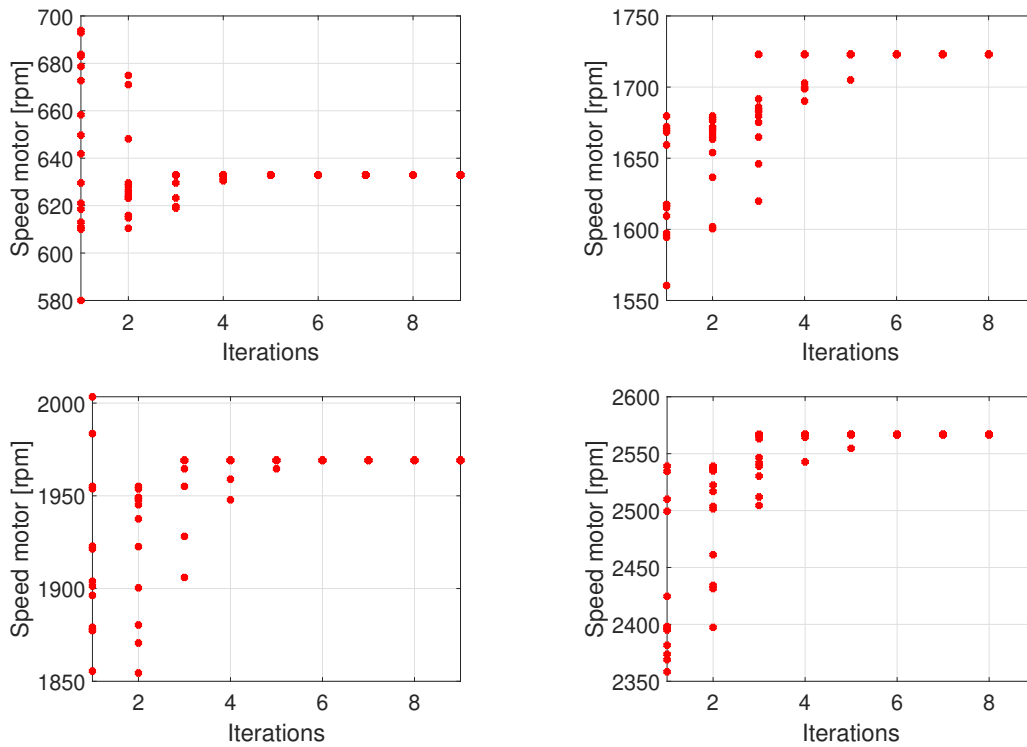 700
680
660
640
620
600
580
Speed motor [rpm]
2 4 6 8
Iterations
1750
1700
1650
1600
1550
Speed motor [rpm]
2 4 6 8
Iterations
2000
1950
1900
1850
Speed motor [rpm]
2 4 6 8
Iterations
2600
2550
2500
2450
2400
2350
Speed motor [rpm]
2 4 6 8
Iterations